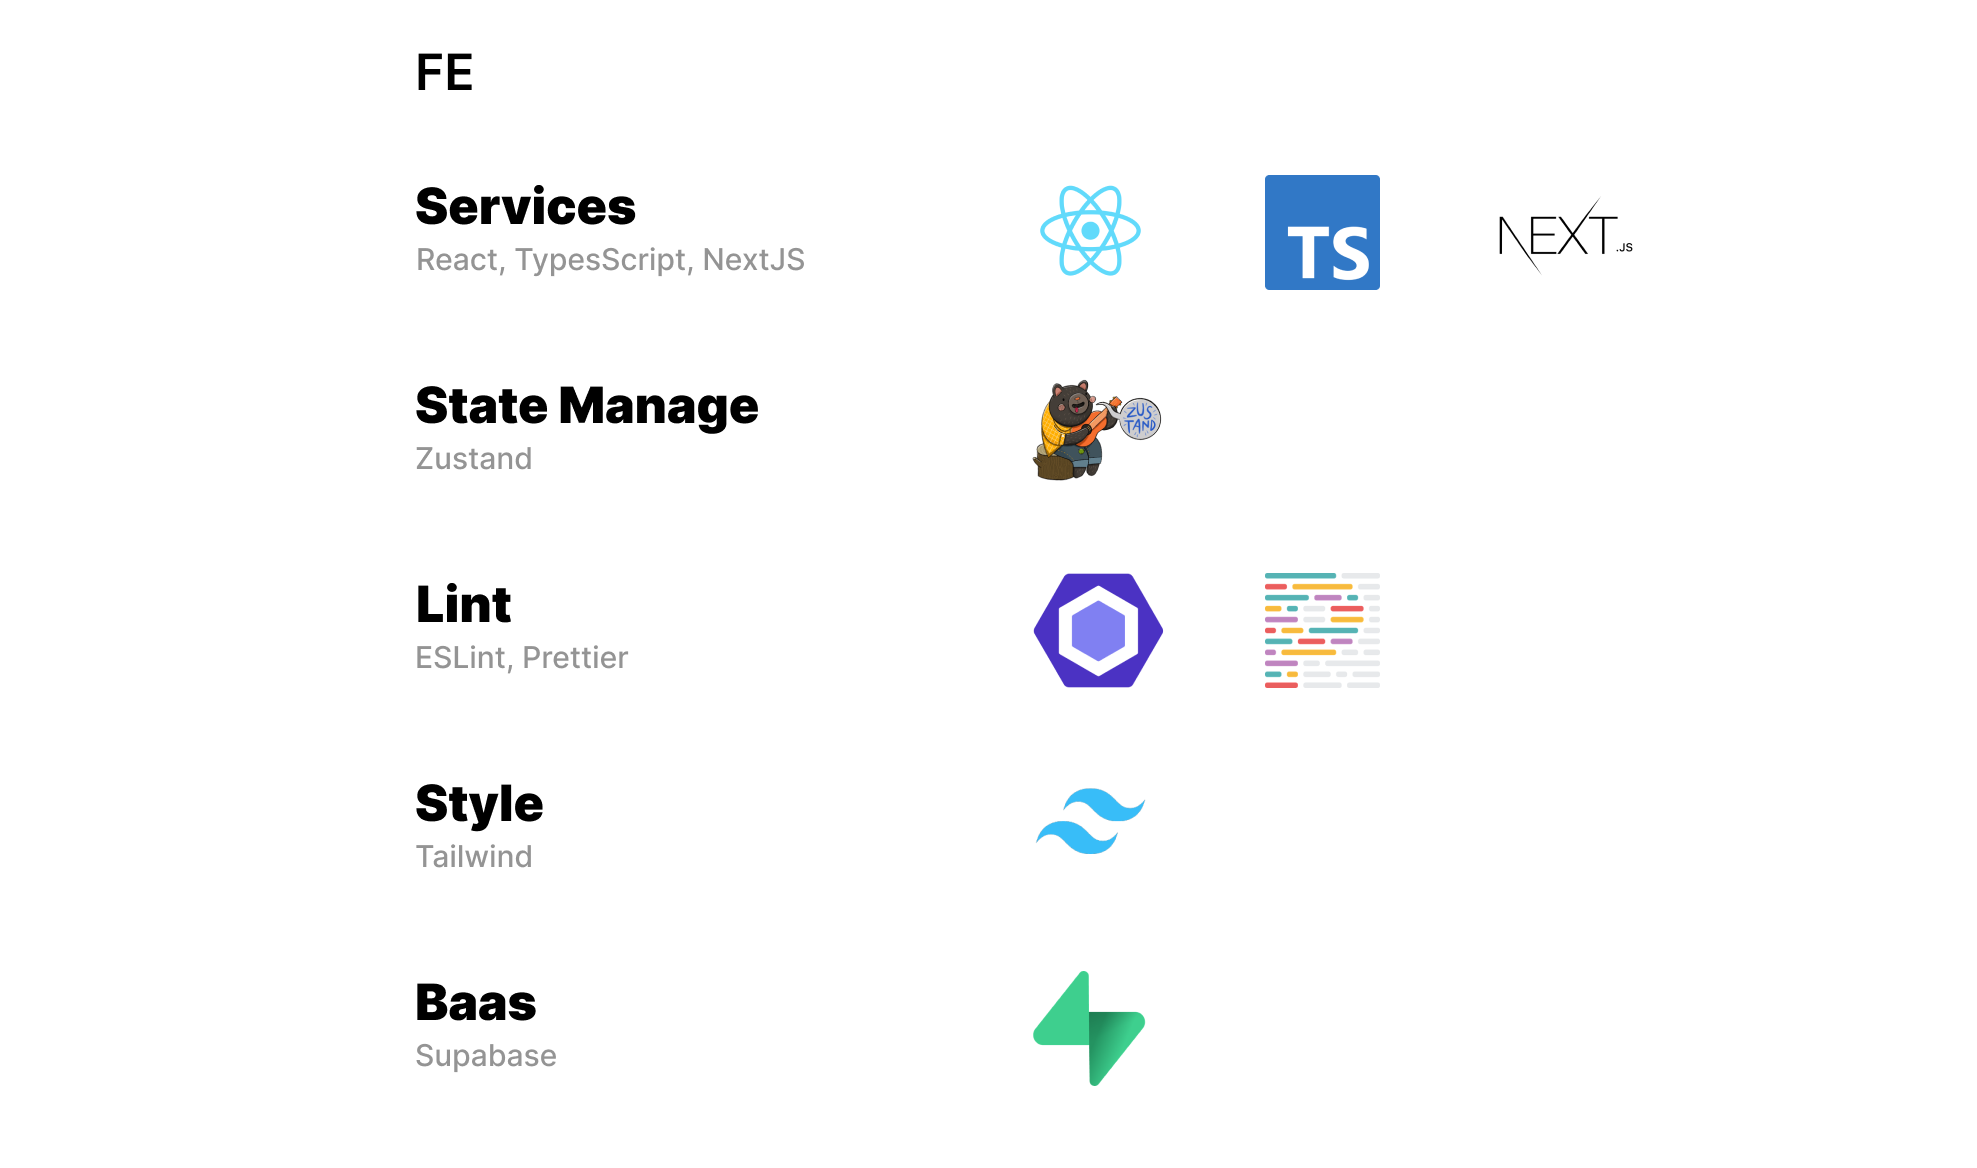 FE
Services
React, TypesScript, NextJS
TS
NEXT.JS
State Manage
Zustand
ZUS
TAND
Lint
ESLint, Prettier
Style
Tailwind
Baas
Supabase